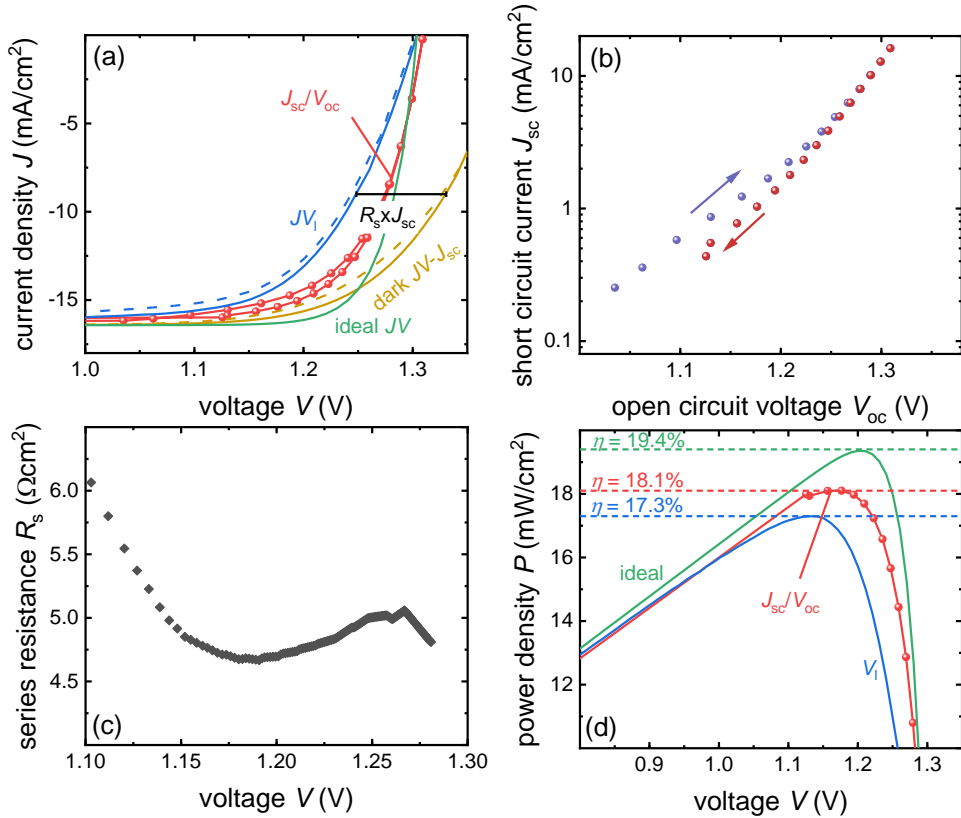 (a)
current density J (mA/cm²)
-5
-10
-15
Jsc/Voc
JVl
RsxJsc
dark JV-Jsc
ideal JV
1.0
1.1
1.2
1.3
voltage V (V)
(b)
short circuit current Jsc (mA/cm²)
10
1
0.1
1.1
1.2
1.3
open circuit voltage Voc (V)
series resistance Rs (Ωcm²)
6.0
5.5
5.0
4.5
(c)
1.10
1.15
1.20
1.25
1.30
voltage V (V)
power density P (mW/cm²)
20
18
16
14
12
η = 19.4%
η = 18.1%
η = 17.3%
ideal
Jsc/Voc
Vl
(d)
0.9
1.0
1.1
1.2
1.3
voltage V (V)